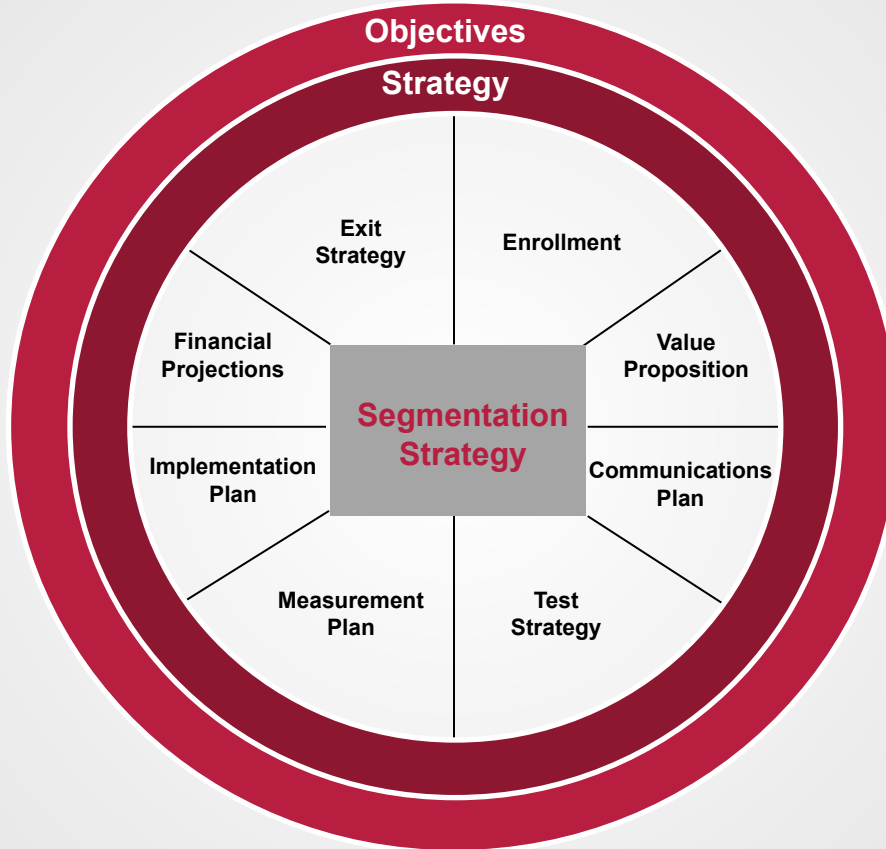 Objectives
Strategy
Exit
Strategy
Enrollment
Financial
Projections
Value
Proposition
Segmentation
Strategy
Implementation
Plan
Communications
Plan
Measurement
Plan
Test
Strategy